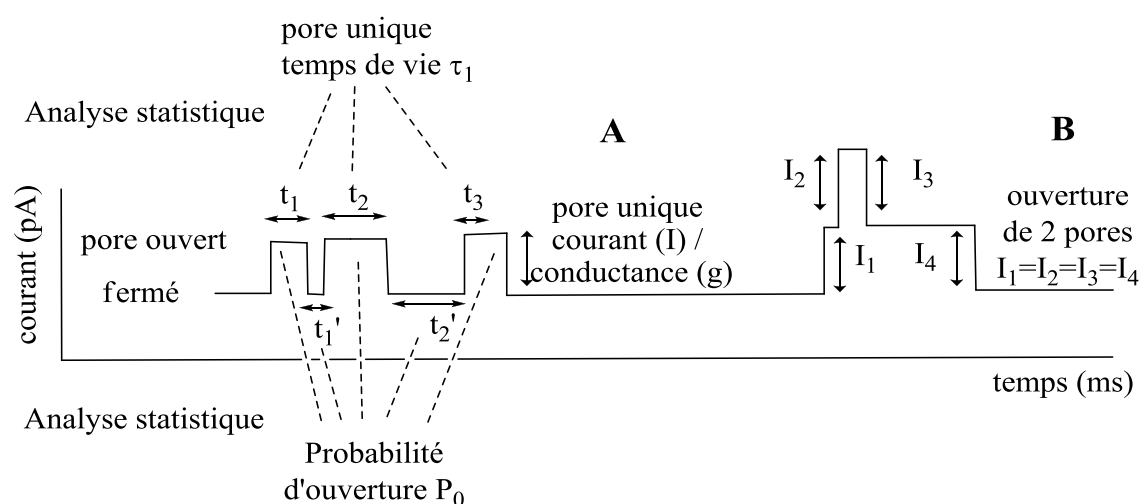 pore unique
temps de vie τ₁
Analyse statistique
A
B
t₁
t₂
t₃
I₂
I₃
courant (pA)
pore ouvert
fermé
pore unique
courant (I) /
conductance (g)
I₁
I₄
ouverture
de 2 pores
I₁=I₂=I₃=I₄
t₁'
t₂'
temps (ms)
Analyse statistique
Probabilité
d'ouverture P₀